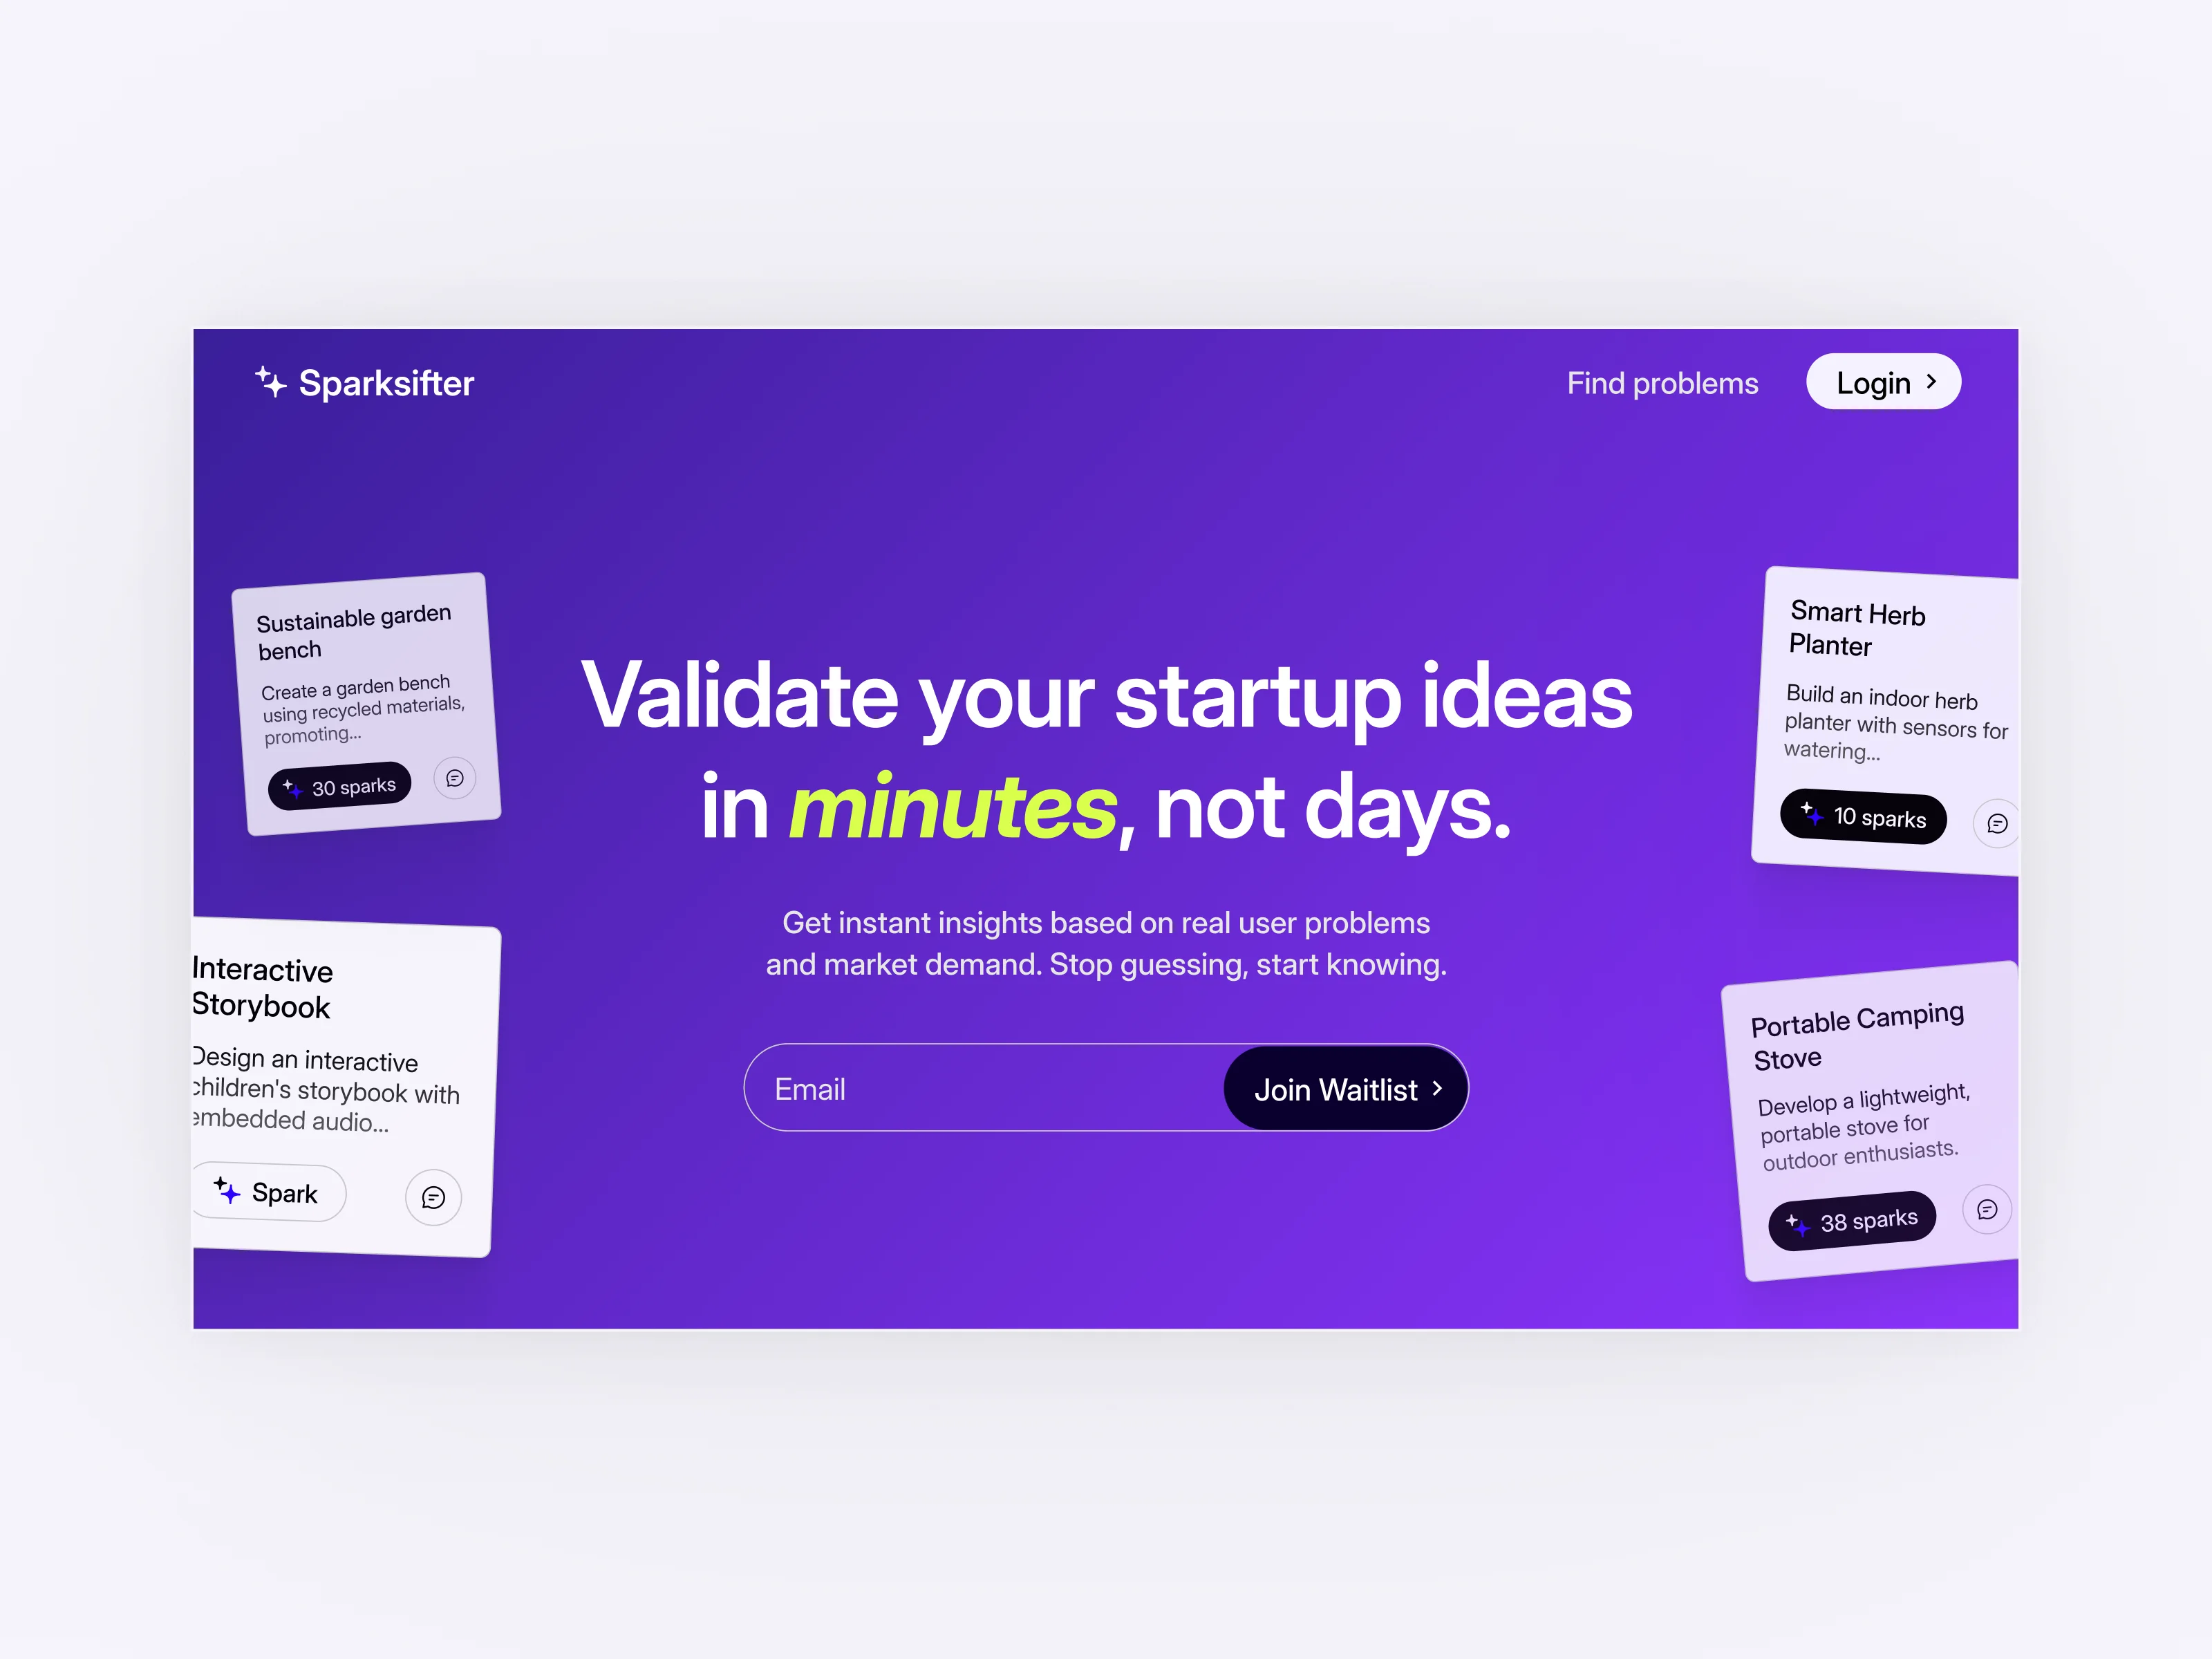 Sparksifter
Find problems
Login
Sustainable garden
bench
Create a garden bench
using recycled materials,
promoting...
30 sparks
Interactive
Storybook
Design an interactive
children's storybook with
embedded audio...
Spark
Validate your startup ideas
in minutes, not days.
Get instant insights based on real user problems
and market demand. Stop guessing, start knowing.
Email
Join Waitlist
Smart Herb
Planter
Build an indoor herb
planter with sensors for
watering...
10 sparks
Portable Camping
Stove
Develop a lightweight,
portable stove for
outdoor enthusiasts.
38 sparks